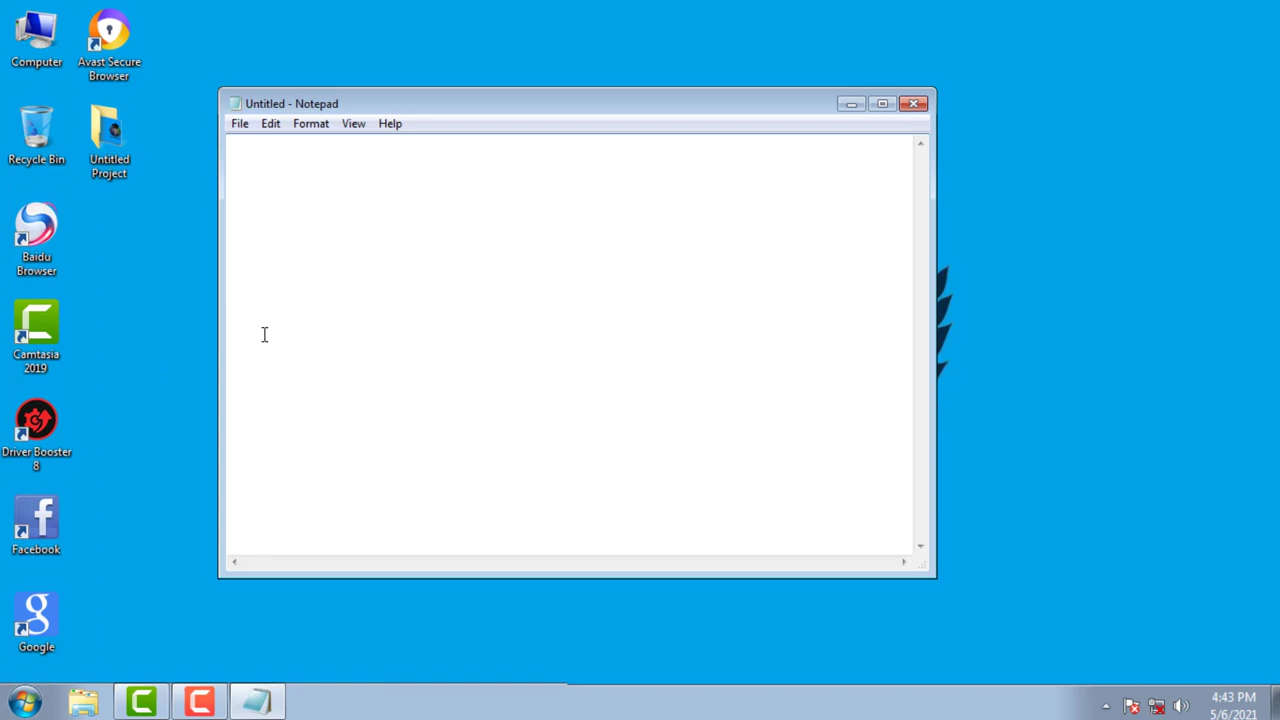 Computer
Avast Secure
Browser
Recycle Bin
Untitled
Project
Baidu
Browser
Camtasia
2019
Driver Booster
8
Facebook
Google
Untitled - Notepad
File Edit Format View Help
4:43 PM
5/6/2021